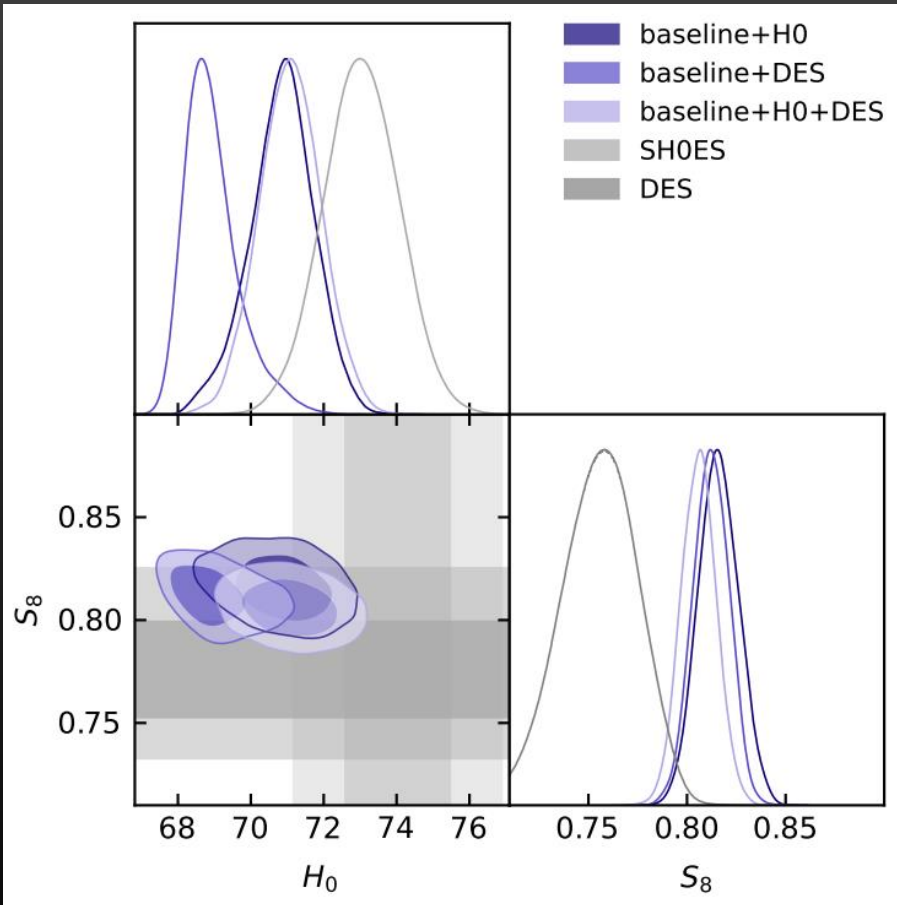 baseline+H0
baseline+DES
baseline+H0+DES
SH0ES
DES
0.85
0.80
0.75
S₈
68 70 72 74 76
H₀
0.75 0.80 0.85
S₈